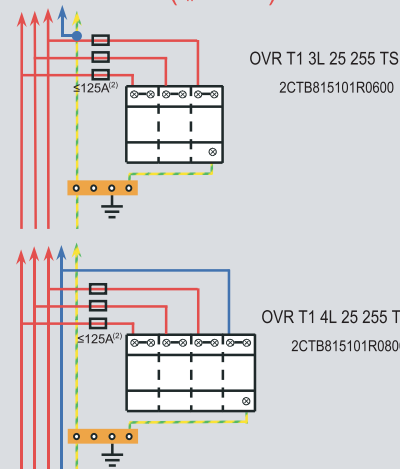 OVR T1 3L 25 255 TS
2CTB815101R0600
≤125A(2)
OVR T1 4L 25 255 T
≤125A(2)
2CTB815101R080